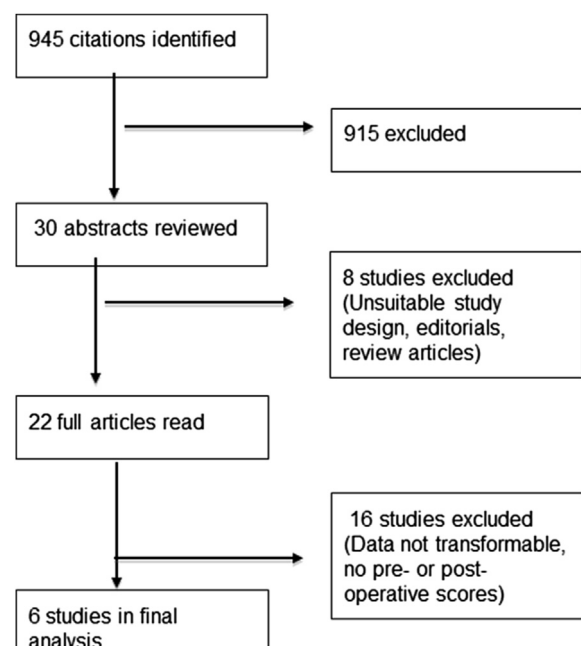 945 citations identified
915 excluded
30 abstracts reviewed
8 studies excluded
(Unsuitable study
design, editorials,
review articles)
22 full articles read
16 studies excluded
(Data not transformable,
no pre- or post-
operative scores)
6 studies in final
analysis